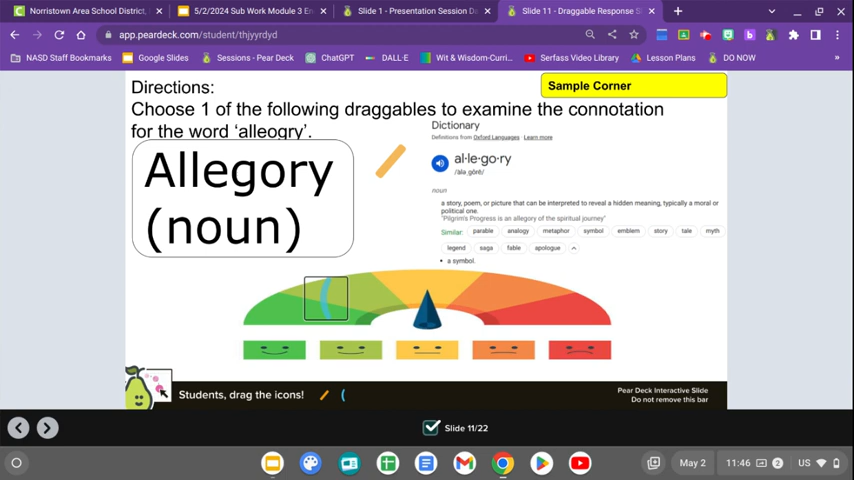 Norristown Area School District,
5/2/2024 Sub Work Module 3 En
Slide 1 - Presentation Session Da
Slide 11 - Draggable Response Sl
app.peardeck.com/student/thjyyrdyd
NASD Staff Bookmarks
Google Slides
Sessions - Pear Deck
ChatGPT
DALL·E
Wit & Wisdom-Curri...
Serfass Video Library
Lesson Plans
DO NOW
»
Directions:
Sample Corner
Choose 1 of the following draggables to examine the connotation
for the word 'alleogry'.
Allegory
(noun)
Dictionary
Definitions from Oxford Languages · Learn more
al·le·go·ry
/ˈaləˌɡôrē/
noun
a story, poem, or picture that can be interpreted to reveal a hidden meaning, typically a moral or
political one.
"Pilgrim's Progress is an allegory of the spiritual journey"
Similar: parable analogy metaphor symbol emblem story tale myth
legend saga fable apologue
• a symbol.
Students, drag the icons!
Pear Deck Interactive Slide
Do not remove this bar
Slide 11/22
May 2
11:46
2
US